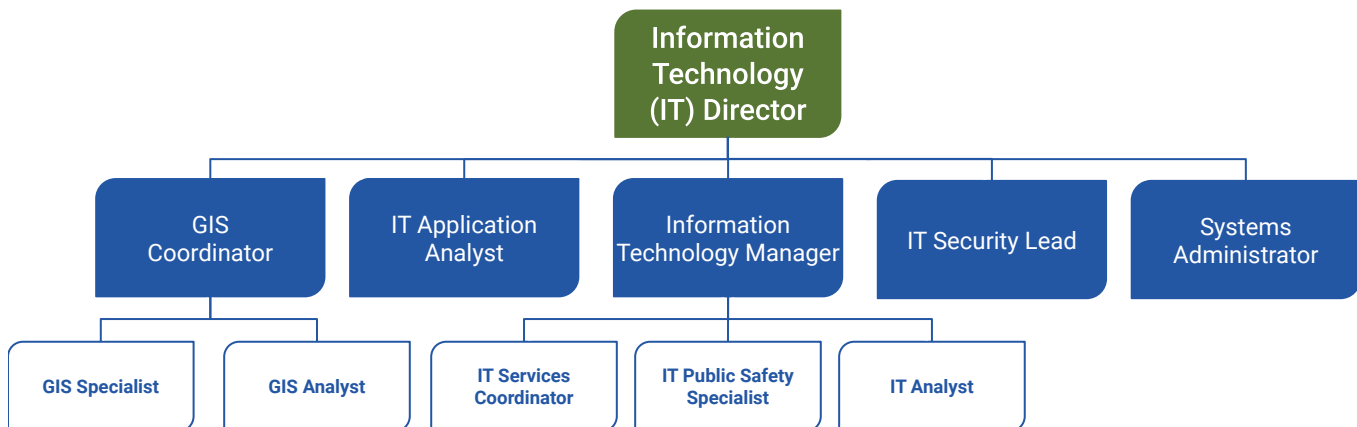 Information
Technology
(IT) Director
GIS
Coordinator
IT Application
Analyst
Information
Technology Manager
IT Security Lead
Systems
Administrator
GIS Specialist
GIS Analyst
IT Services
Coordinator
IT Public Safety
Specialist
IT Analyst